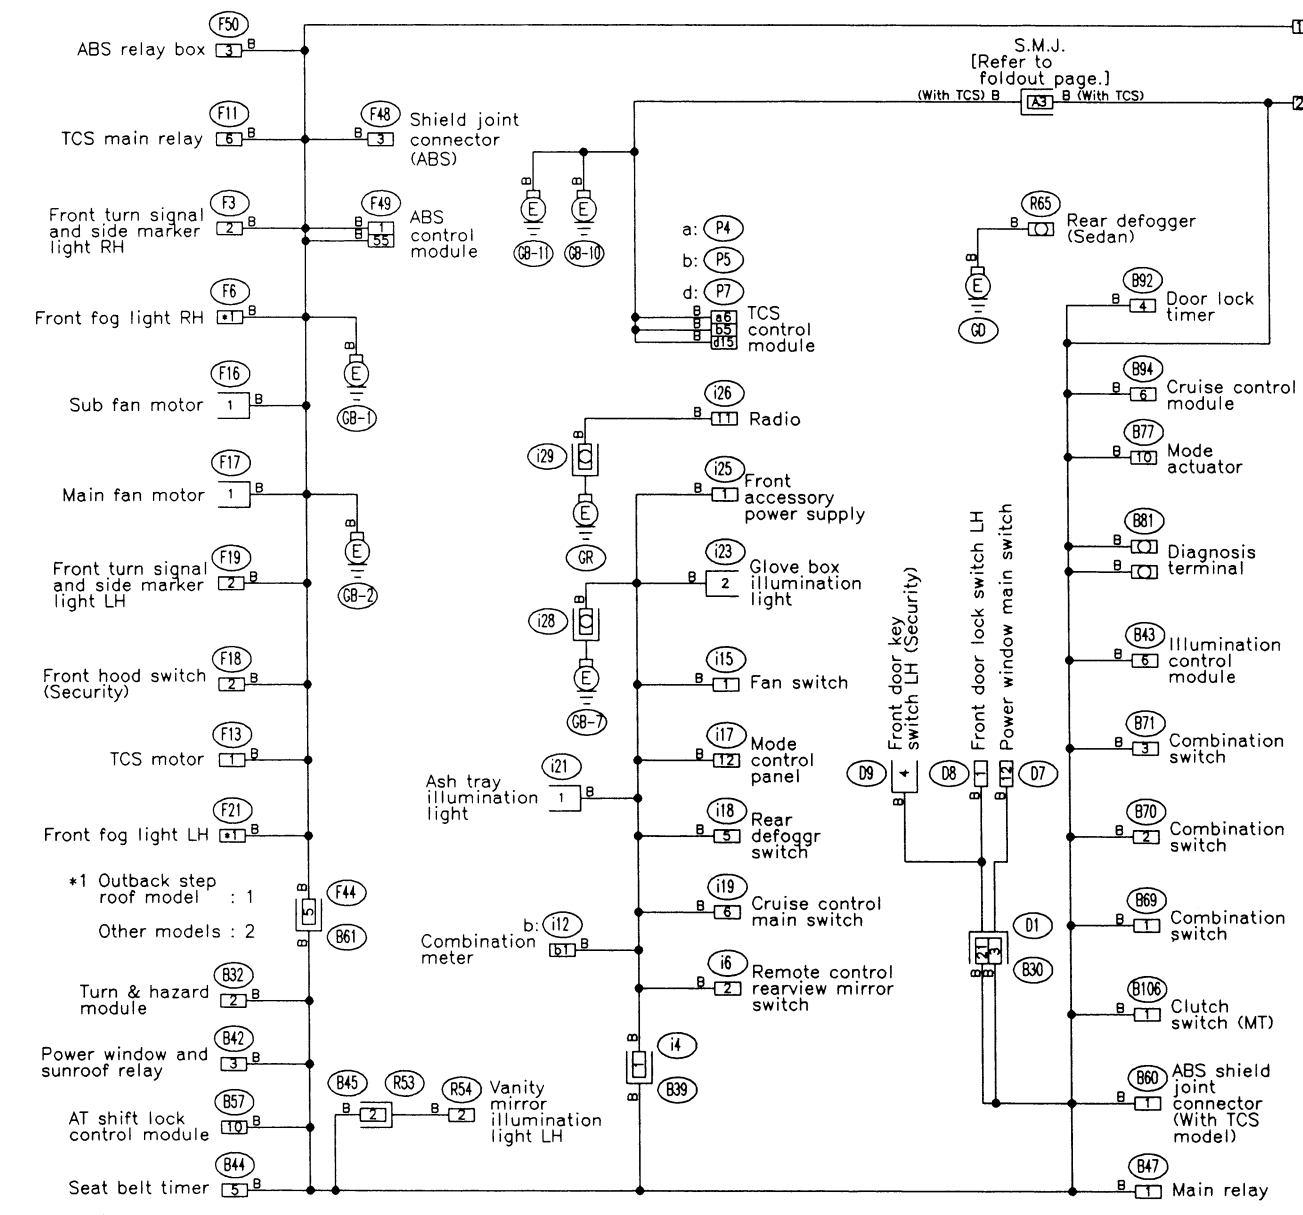 F50
ABS relay box 3 B
1
S.M.J.
[Refer to
foldout page.]
(With TCS) B A3 B (With TCS)
2
F11
TCS main relay 6 B
F48
B 3 Shield joint
connector
(ABS)
B B
E E
GB-11 GB-10
F3
Front turn signal
and side marker
light RH
2 B
F49
B 1
B 55
ABS
control
module
a: P4
b: P5
d: P7
B a6
B b5
B d15
TCS
control
module
R65
B Rear defogger
(Sedan)
B
E
GD
B92
B 4 Door lock
timer
F6
Front fog light RH *1 B
B
E
GB-1
F16
Sub fan motor 1 B
B94
B 6 Cruise control
module
i26
B 11 Radio
B
i29
E
GR
B77
B 10 Mode
actuator
F17
Main fan motor 1 B
B
E
GB-2
i25
B 1 Front
accessory
power supply
B81
B
B
Diagnosis
terminal
F19
Front turn signal
and side marker
light LH
2 B
i23
B 2 Glove box
illumination
light
B
i28
E
GB-7
Front door key
switch LH (Security)
Front door lock switch LH
Power window main switch
B43
B 6 Illumination
control
module
F18
Front hood switch
(Security)
2 B
i15
B 1 Fan switch
B71
B 3 Combination
switch
F13
TCS motor 1 B
i17
B 12 Mode
control
panel
D9 4 D8 1 12 D7
B B B
i21
Ash tray
illumination
light
1 B
F21
Front fog light LH *1 B
i18
B 5 Rear
defoggr
switch
B70
B 2 Combination
switch
*1 Outback step
roof model : 1
Other models : 2
B
5 F44
B B61
i19
B 6 Cruise control
main switch
B69
B 1 Combination
switch
b: i12
Combination
meter
b1 B
D1
21 3
B B B30
B32
Turn & hazard
module
2 B
i6
B 2 Remote control
rearview mirror
switch
B106
B 1 Clutch
switch (MT)
B42
Power window and
sunroof relay
3 B
B
1 i4
B B39
B45 R53 R54
B 2 B 2 Vanity
mirror
illumination
light LH
B60
B 1 ABS shield
joint
connector
(With TCS
model)
B57
AT shift lock
control module
10 B
B44
Seat belt timer 5 B
B47
B 1 Main relay